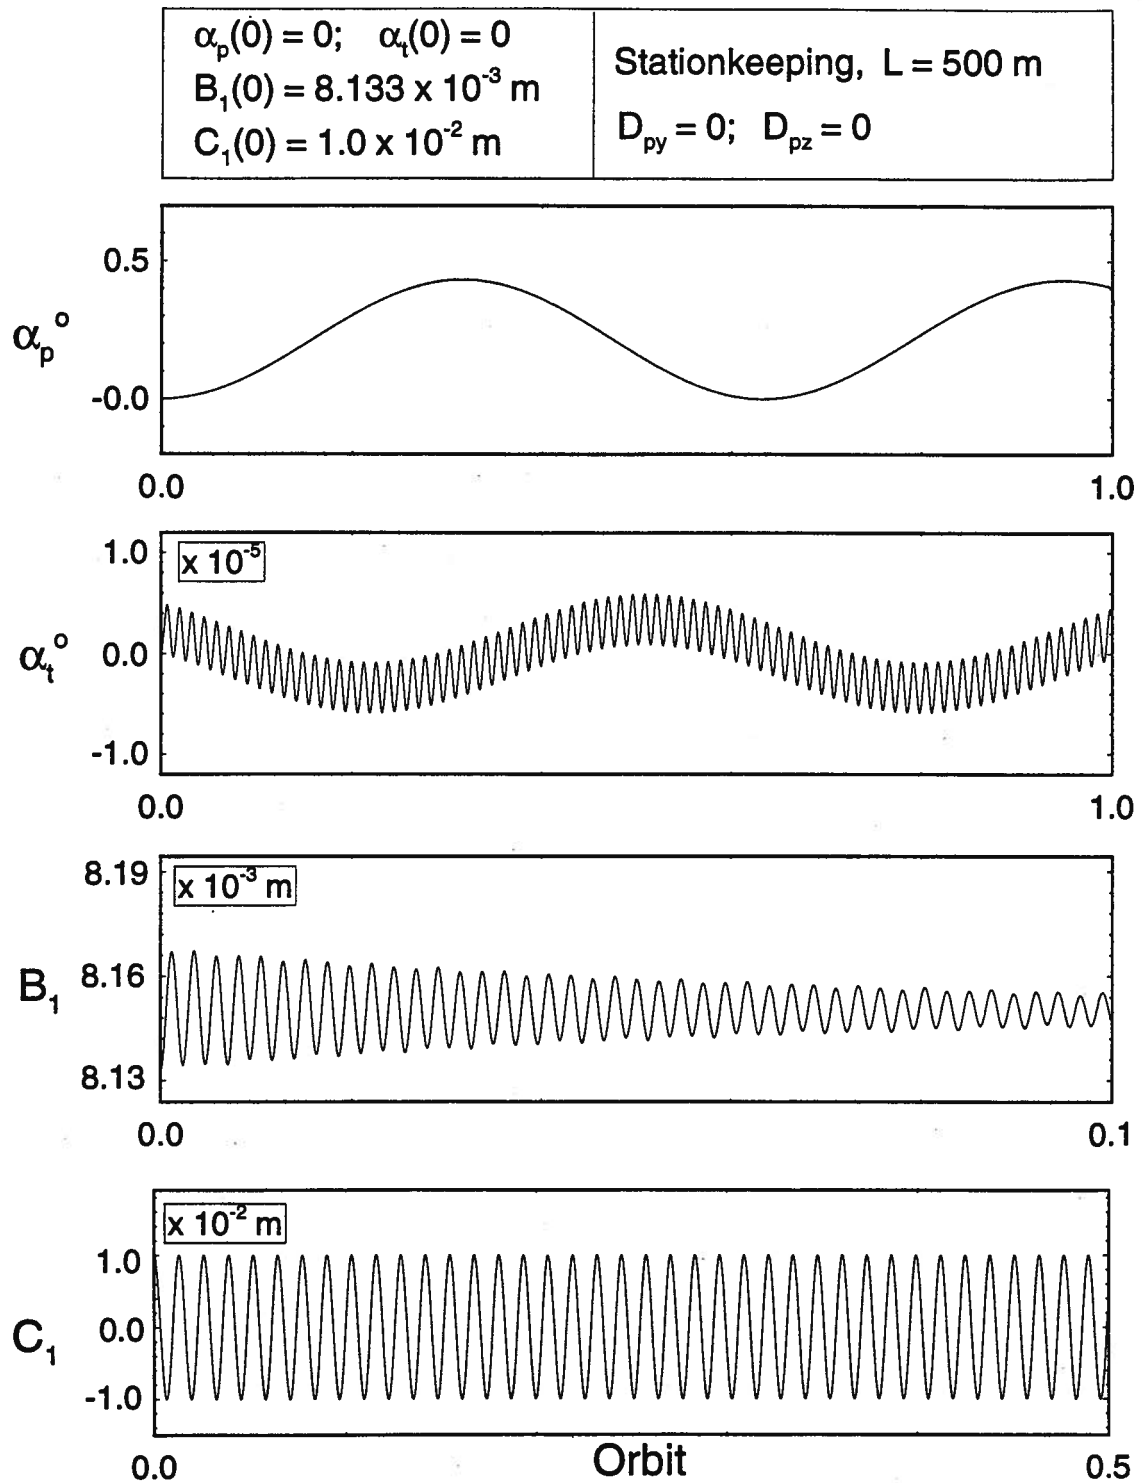 αₚ(0) = 0; αₜ(0) = 0
B₁(0) = 8.133 x 10⁻³ m
C₁(0) = 1.0 x 10⁻² m
Stationkeeping, L = 500 m
D_py = 0; D_pz = 0
0.5
αₚ°
-0.0
0.0 1.0
1.0
x 10⁻⁵
αₜ°
0.0
-1.0
0.0 1.0
8.19
x 10⁻³ m
B₁
8.16
8.13
0.0 0.1
x 10⁻² m
1.0
C₁
0.0
-1.0
0.0 Orbit 0.5